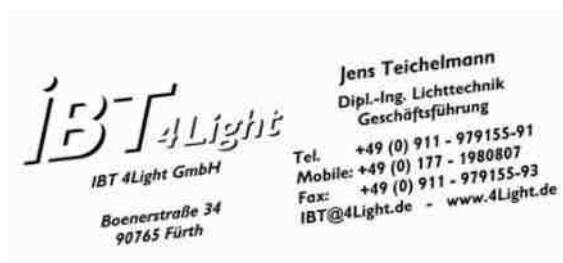 iBT 4Light
IBT 4Light GmbH
Boenerstraße 34
90765 Fürth
Jens Teichelmann
Dipl.-Ing. Lichttechnik
Geschäftsführung
Tel. +49 (0) 911 - 979155-91
Mobile: +49 (0) 177 - 1980807
Fax: +49 (0) 911 - 979155-93
IBT@4Light.de - www.4Light.de